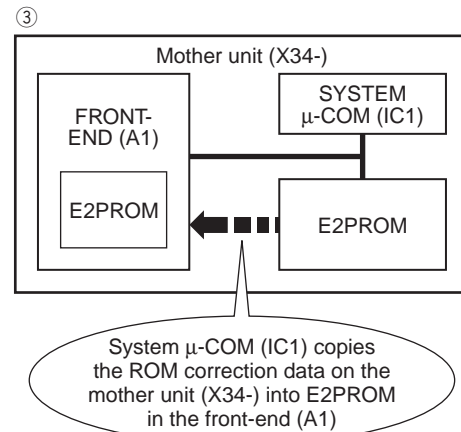 ③
Mother unit (X34-)
FRONT-
END (A1)
E2PROM
SYSTEM
μ-COM (IC1)
E2PROM
System μ-COM (IC1) copies
the ROM correction data on the
mother unit (X34-) into E2PROM
in the front-end (A1)